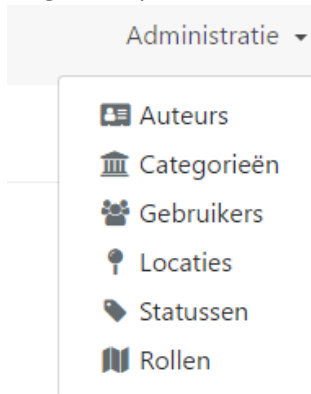 Administratie
Auteurs
Categorieën
Gebruikers
Locaties
Statussen
Rollen